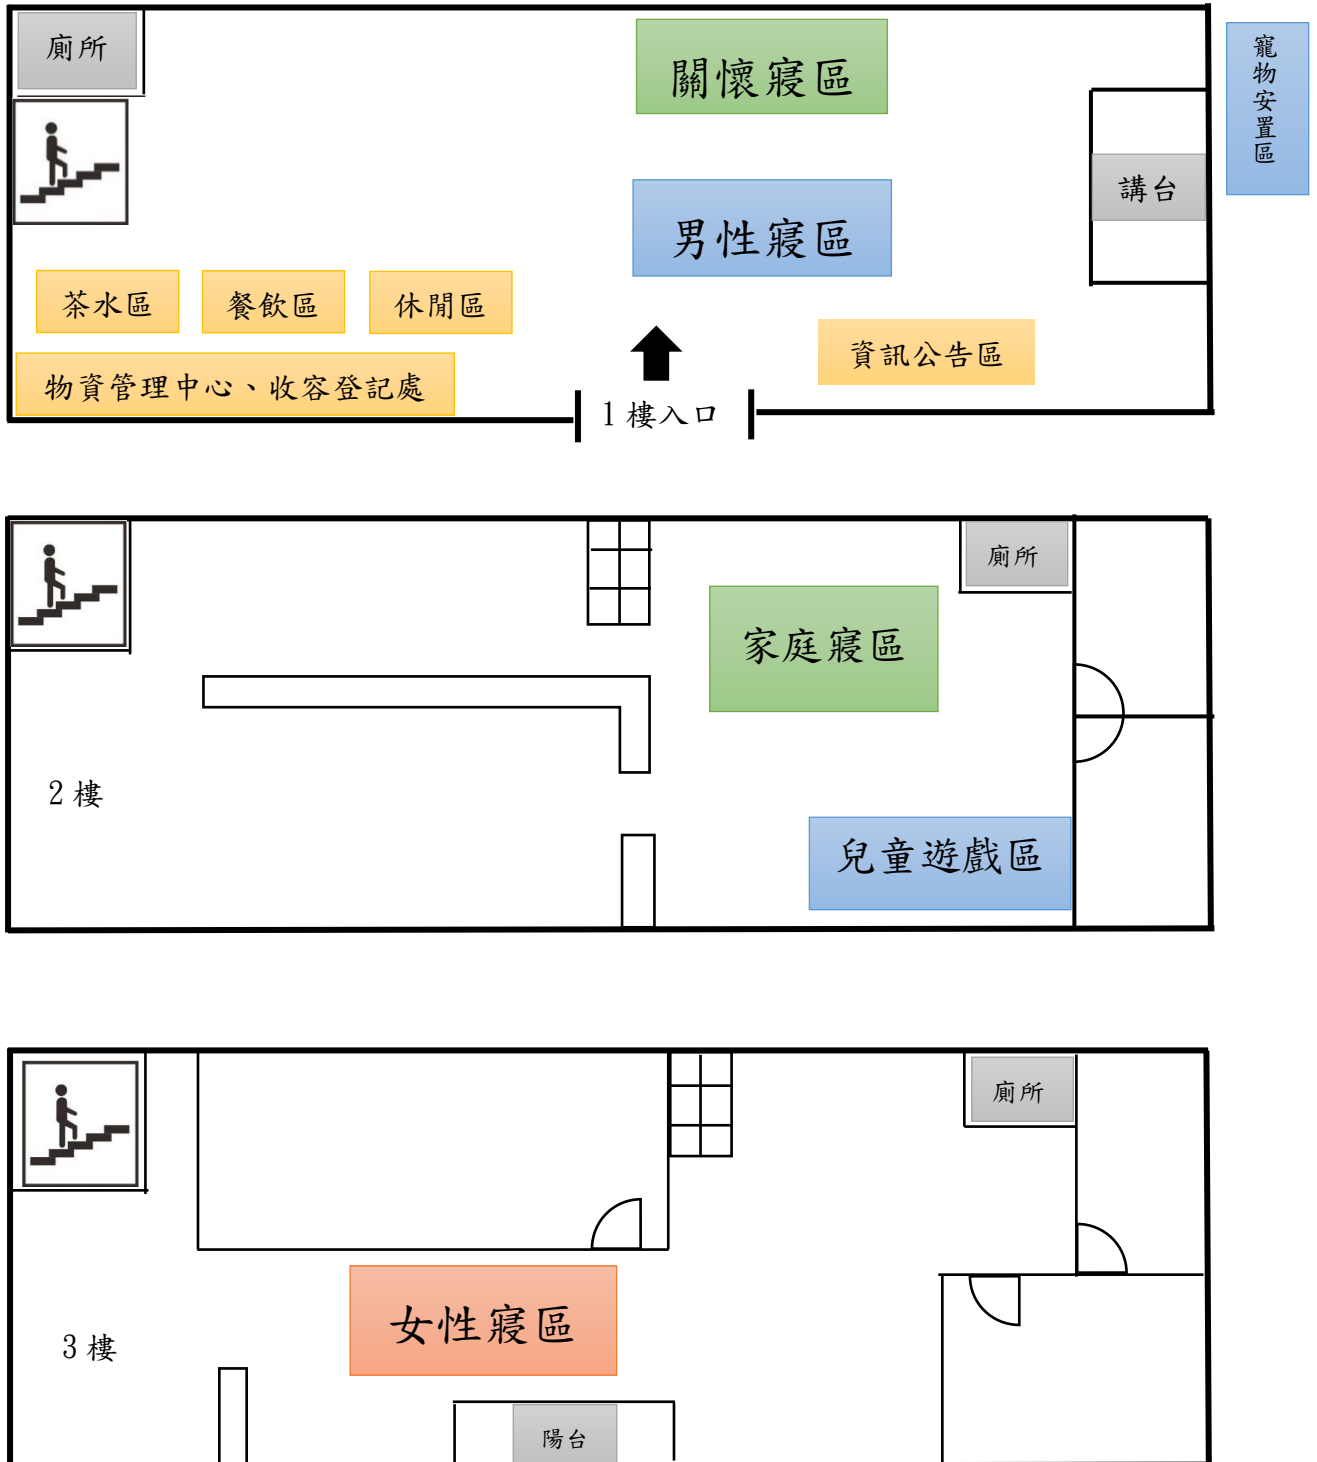 廁所
關懷寢區
寵物安置區
講台
男性寢區
茶水區
餐飲區
休閒區
資訊公告區
物資管理中心、收容登記處
1樓入口
廁所
家庭寢區
2樓
兒童遊戲區
廁所
女性寢區
3樓
陽台